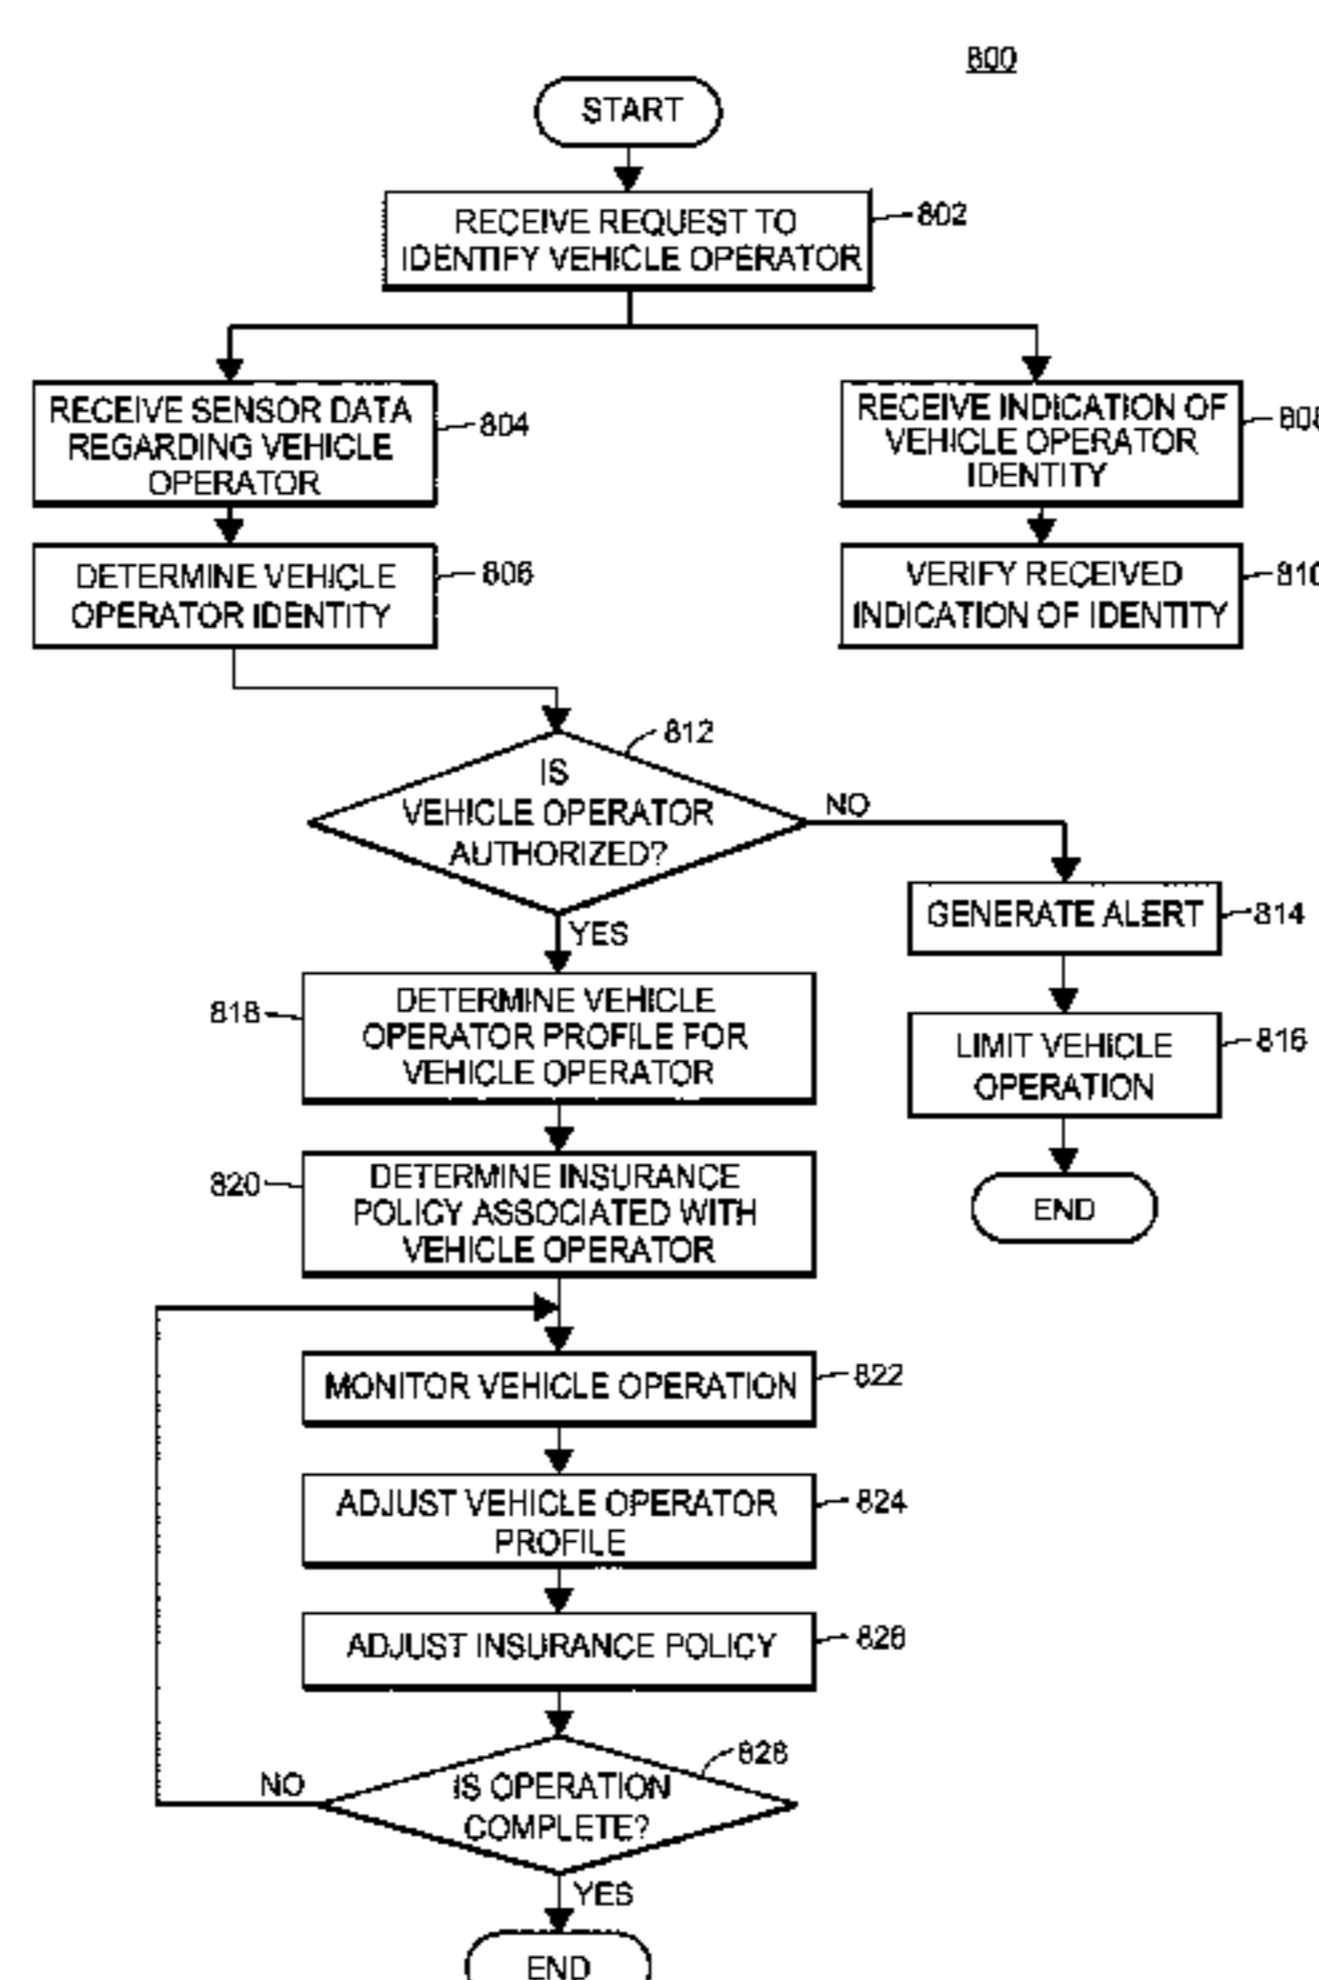 800
START
RECEIVE REQUEST TO
IDENTIFY VEHICLE OPERATOR
802
RECEIVE SENSOR DATA
REGARDING VEHICLE
OPERATOR
804
RECEIVE INDICATION OF
VEHICLE OPERATOR
IDENTITY
808
DETERMINE VEHICLE
OPERATOR IDENTITY
806
VERIFY RECEIVED
INDICATION OF IDENTITY
810
812
IS
VEHICLE OPERATOR
AUTHORIZED?
NO
YES
GENERATE ALERT
814
818
DETERMINE VEHICLE
OPERATOR PROFILE FOR
VEHICLE OPERATOR
LIMIT VEHICLE
OPERATION
816
820
DETERMINE INSURANCE
POLICY ASSOCIATED WITH
VEHICLE OPERATOR
END
MONITOR VEHICLE OPERATION
822
ADJUST VEHICLE OPERATOR
PROFILE
824
ADJUST INSURANCE POLICY
826
828
IS OPERATION
COMPLETE?
NO
YES
END